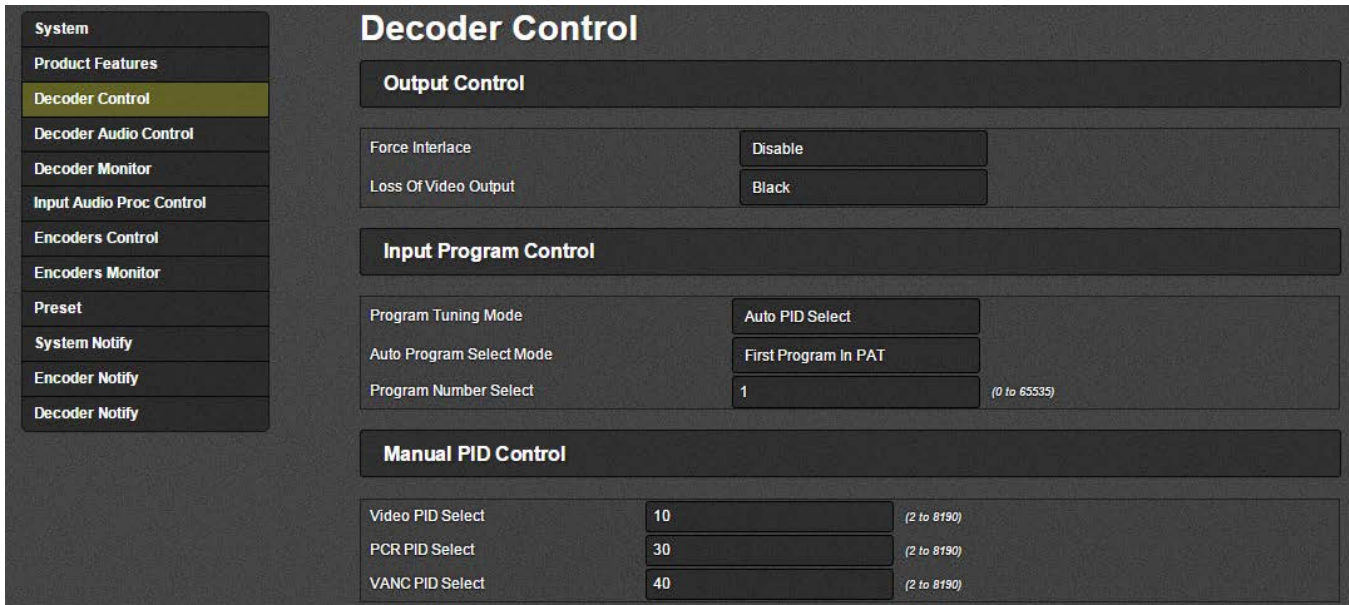 System
Product Features
Decoder Control
Decoder Audio Control
Decoder Monitor
Input Audio Proc Control
Encoders Control
Encoders Monitor
Preset
System Notify
Encoder Notify
Decoder Notify
Decoder Control
Output Control
Force Interlace Disable
Loss Of Video Output Black
Input Program Control
Program Tuning Mode Auto PID Select
Auto Program Select Mode First Program In PAT
Program Number Select 1 (0 to 65535)
Manual PID Control
Video PID Select 10 (2 to 8190)
PCR PID Select 30 (2 to 8190)
VANC PID Select 40 (2 to 8190)